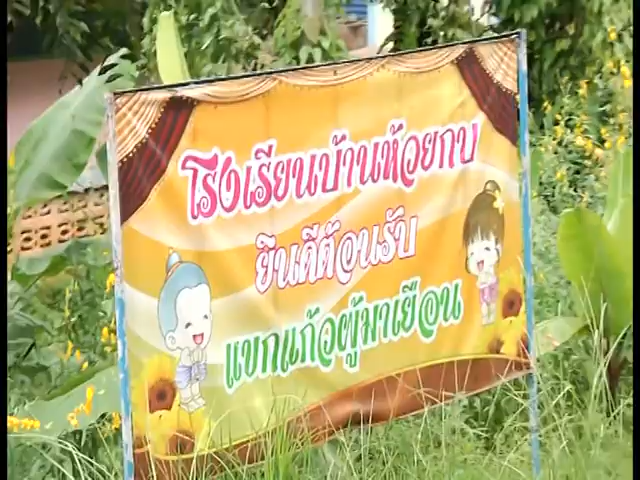 โรงเรียนบ้านห้วยกบ
ยินดีต้อนรับ
แขกแก้วผู้มาเยือน